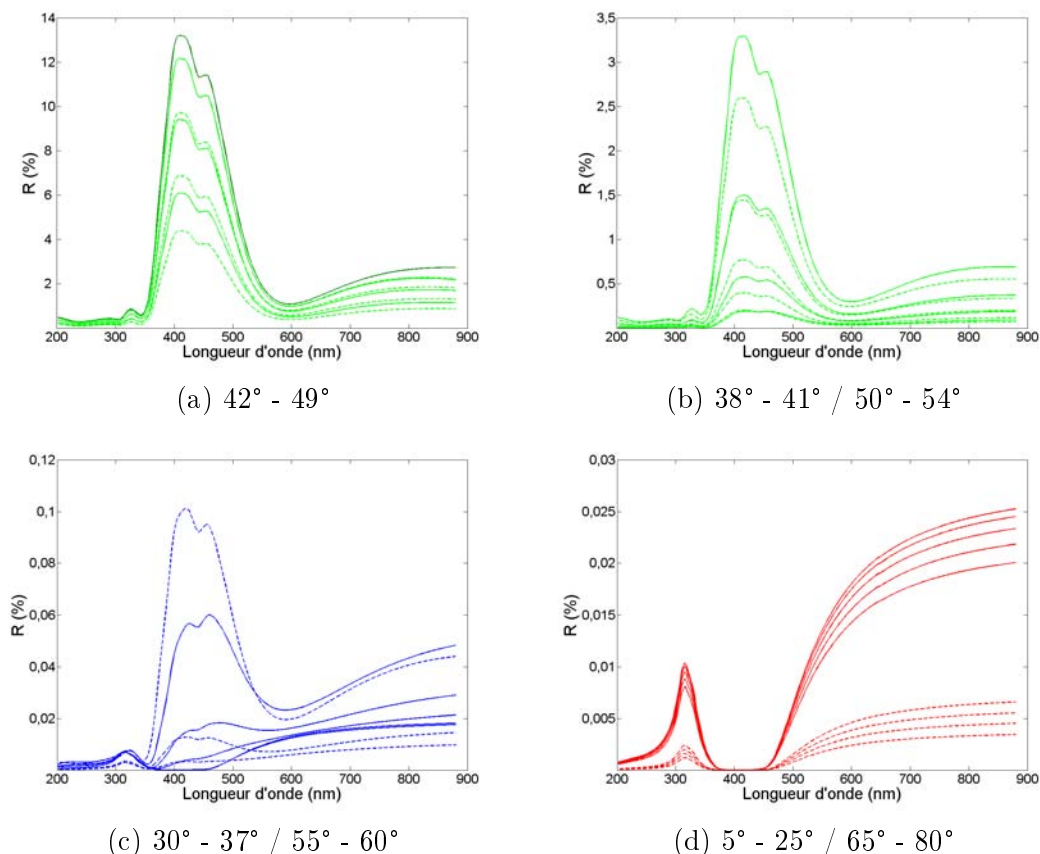 14
12
10
8
6
4
2
R (%)
200 300 400 500 600 700 800 900
Longueur d'onde (nm)
(a) 42° - 49°
3,5
3
2,5
2
1,5
1
0,5
R (%)
200 300 400 500 600 700 800 900
Longueur d'onde (nm)
(b) 38° - 41° / 50° - 54°
0,12
0,1
0,08
0,06
0,04
0,02
R (%)
200 300 400 500 600 700 800 900
Longueur d'onde (nm)
(c) 30° - 37° / 55° - 60°
0,03
0,025
0,02
0,015
0,01
0,005
R (%)
200 300 400 500 600 700 800 900
Longueur d'onde (nm)
(d) 5° - 25° / 65° - 80°